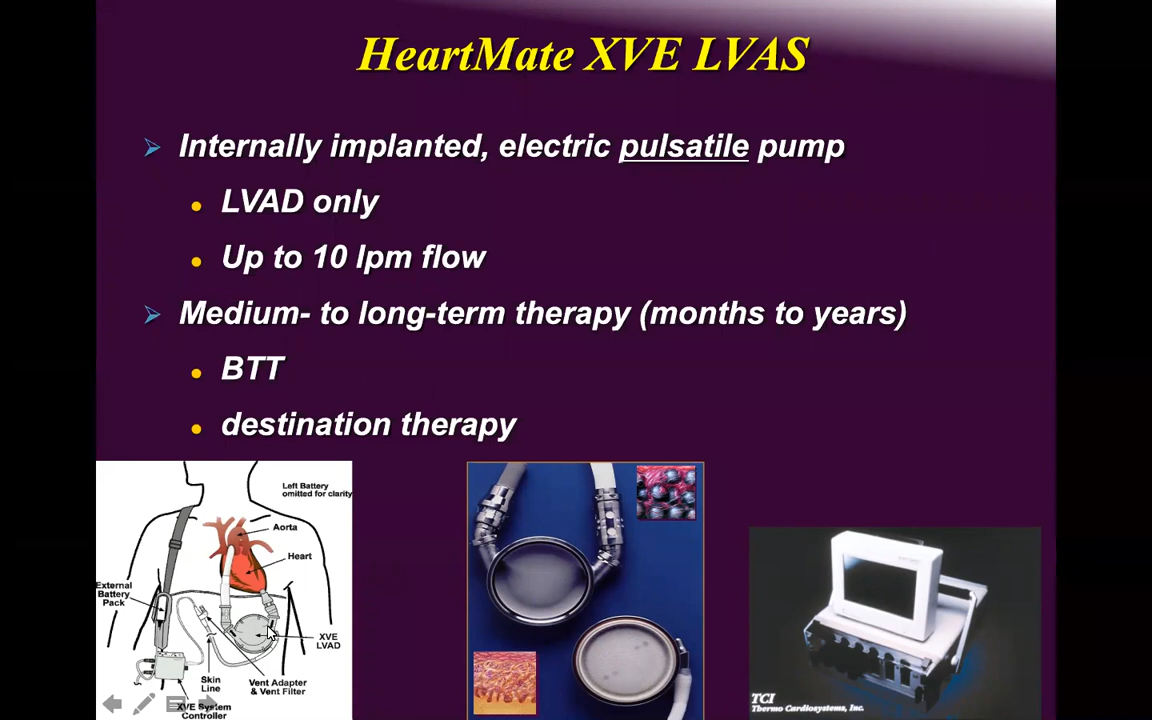 HeartMate XVE LVAS
Internally implanted, electric pulsatile pump
LVAD only
Up to 10 lpm flow
Medium- to long-term therapy (months to years)
BTT
destination therapy
Left Battery
omitted for clarity
Aorta
Heart
External
Battery
Pack
XVE
LVAD
Skin
Line
Vent Adapter
& Vent Filter
XVE System
Controller
TCI
Thermo Cardiosystems, Inc.